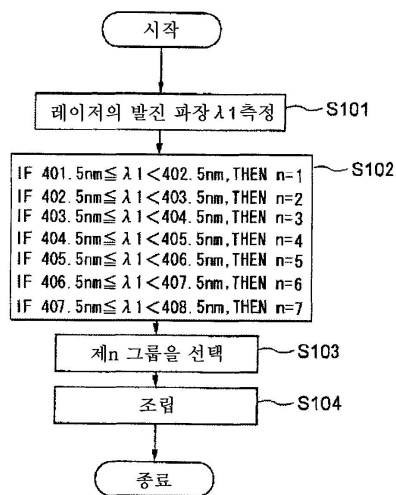 시작
레이저의 발진 파장 λ1측정
S101
IF 401.5nm≦λ1<402.5nm,THEN n=1
IF 402.5nm≦λ1<403.5nm,THEN n=2
IF 403.5nm≦λ1<404.5nm,THEN n=3
IF 404.5nm≦λ1<405.5nm,THEN n=4
IF 405.5nm≦λ1<406.5nm,THEN n=5
IF 406.5nm≦λ1<407.5nm,THEN n=6
IF 407.5nm≦λ1<408.5nm,THEN n=7
S102
제n 그룹을 선택
S103
조립
S104
종료